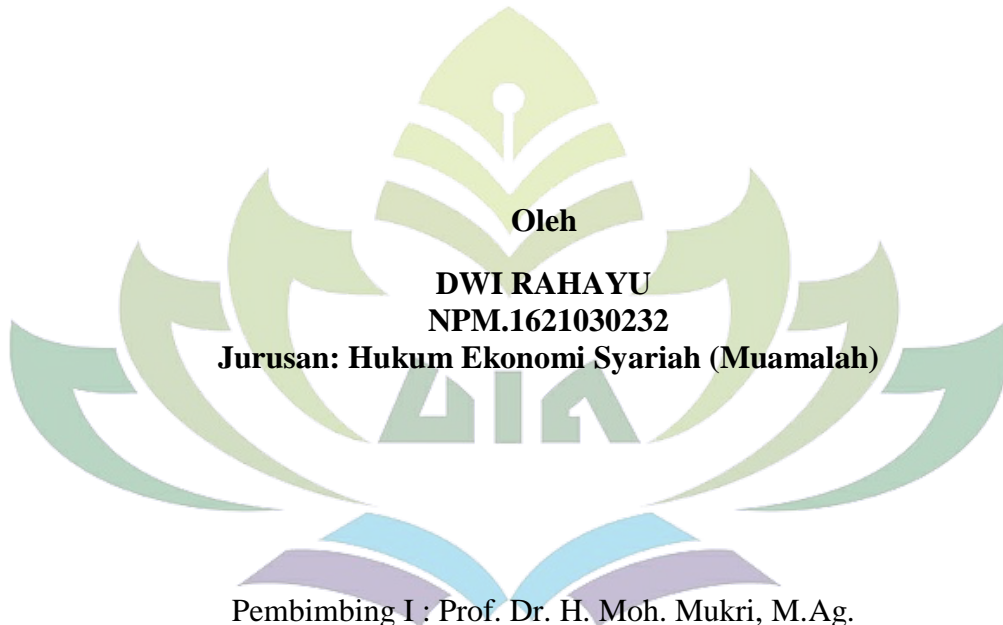 Oleh
DWI RAHAYU
NPM.1621030232
Jurusan: Hukum Ekonomi Syariah (Muamalah)
Pembimbing I : Prof. Dr. H. Moh. Mukri, M.Ag.